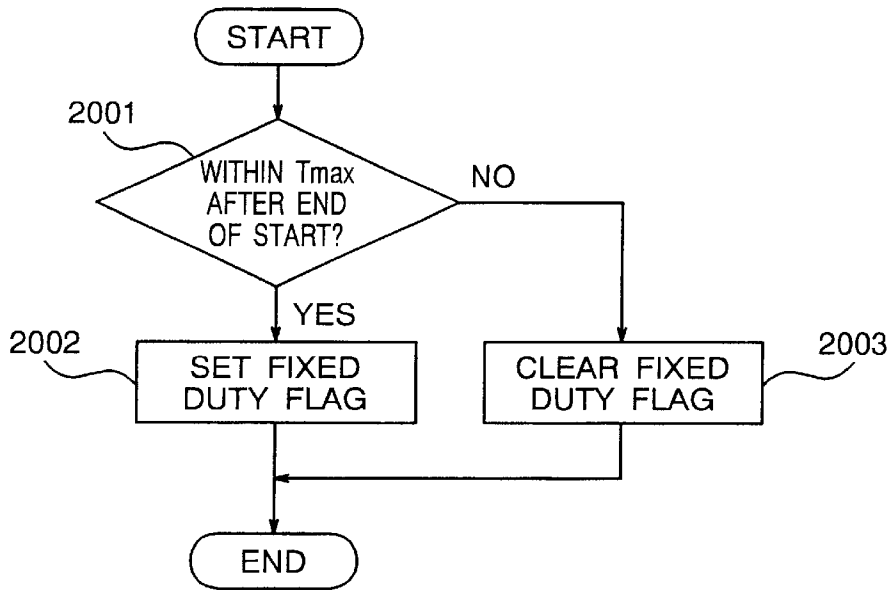 START
2001
WITHIN Tmax
AFTER END
OF START?
NO
YES
2002
SET FIXED
DUTY FLAG
CLEAR FIXED
DUTY FLAG
2003
END